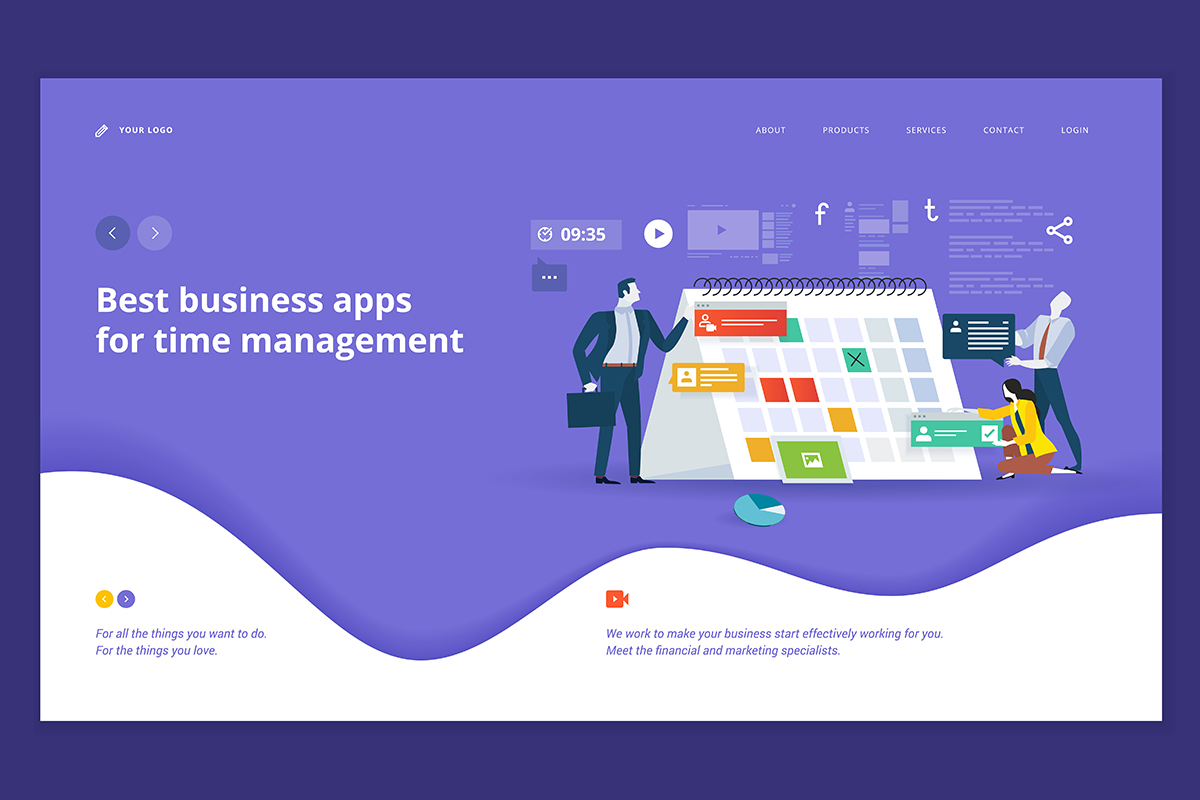 YOUR LOGO
ABOUT
PRODUCTS
SERVICES
CONTACT
LOGIN
09:35
f
t
Best business apps
for time management
For all the things you want to do.
For the things you love.
We work to make your business start effectively working for you.
Meet the financial and marketing specialists.